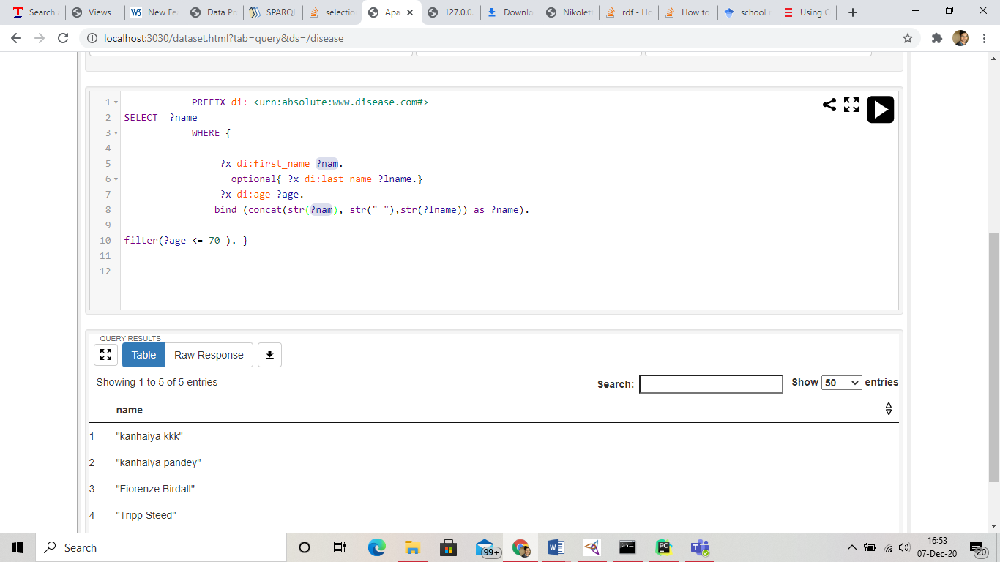 Search
Views
W3 New Fe
Data Pr
SPARQL
selectio
Apa
127.0.0.
Downlo
Nikolett
rdf - Ho
How to
school r
Using C
localhost:3030/dataset.html?tab=query&ds=/disease
1 PREFIX di: <urn:absolute:www.disease.com#>
2 SELECT ?name
3 WHERE {
4
5 ?x di:first_name ?nam.
6 optional{ ?x di:last_name ?lname.}
7 ?x di:age ?age.
8 bind (concat(str(?nam), str(" "),str(?lname)) as ?name).
9
10 filter(?age <= 70 ). }
11
12
QUERY RESULTS
Table Raw Response
Showing 1 to 5 of 5 entries
Search: Show 50 entries
name
1 "kanhaiya kkk"
2 "kanhaiya pandey"
3 "Fiorenze Birdall"
4 "Tripp Steed"
Search
99+
16:53
07-Dec-20
20